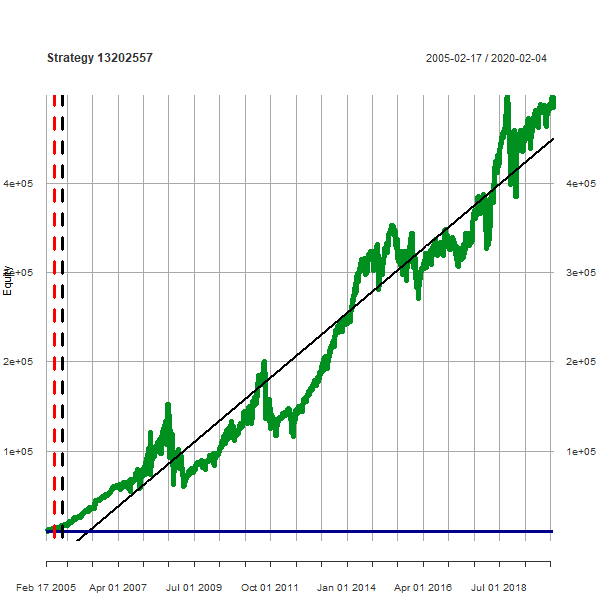 Strategy 13202557
2005-02-17 / 2020-02-04
4e+05
4e+05
Equity
3e+05
3e+05
2e+05
2e+05
1e+05
1e+05
Feb 17 2005
Apr 01 2007
Jul 01 2009
Oct 01 2011
Jan 01 2014
Apr 01 2016
Jul 01 2018